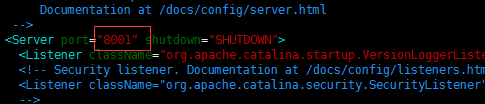 Documentation at /docs/config/server.html
-->
<Server port="8001" shutdown="SHUTDOWN">
<Listener className="org.apache.catalina.startup.VersionLoggerListe
<!-- Security listener. Documentation at /docs/config/listeners.htm
<Listener className="org.apache.catalina.security.SecurityListener"
-->